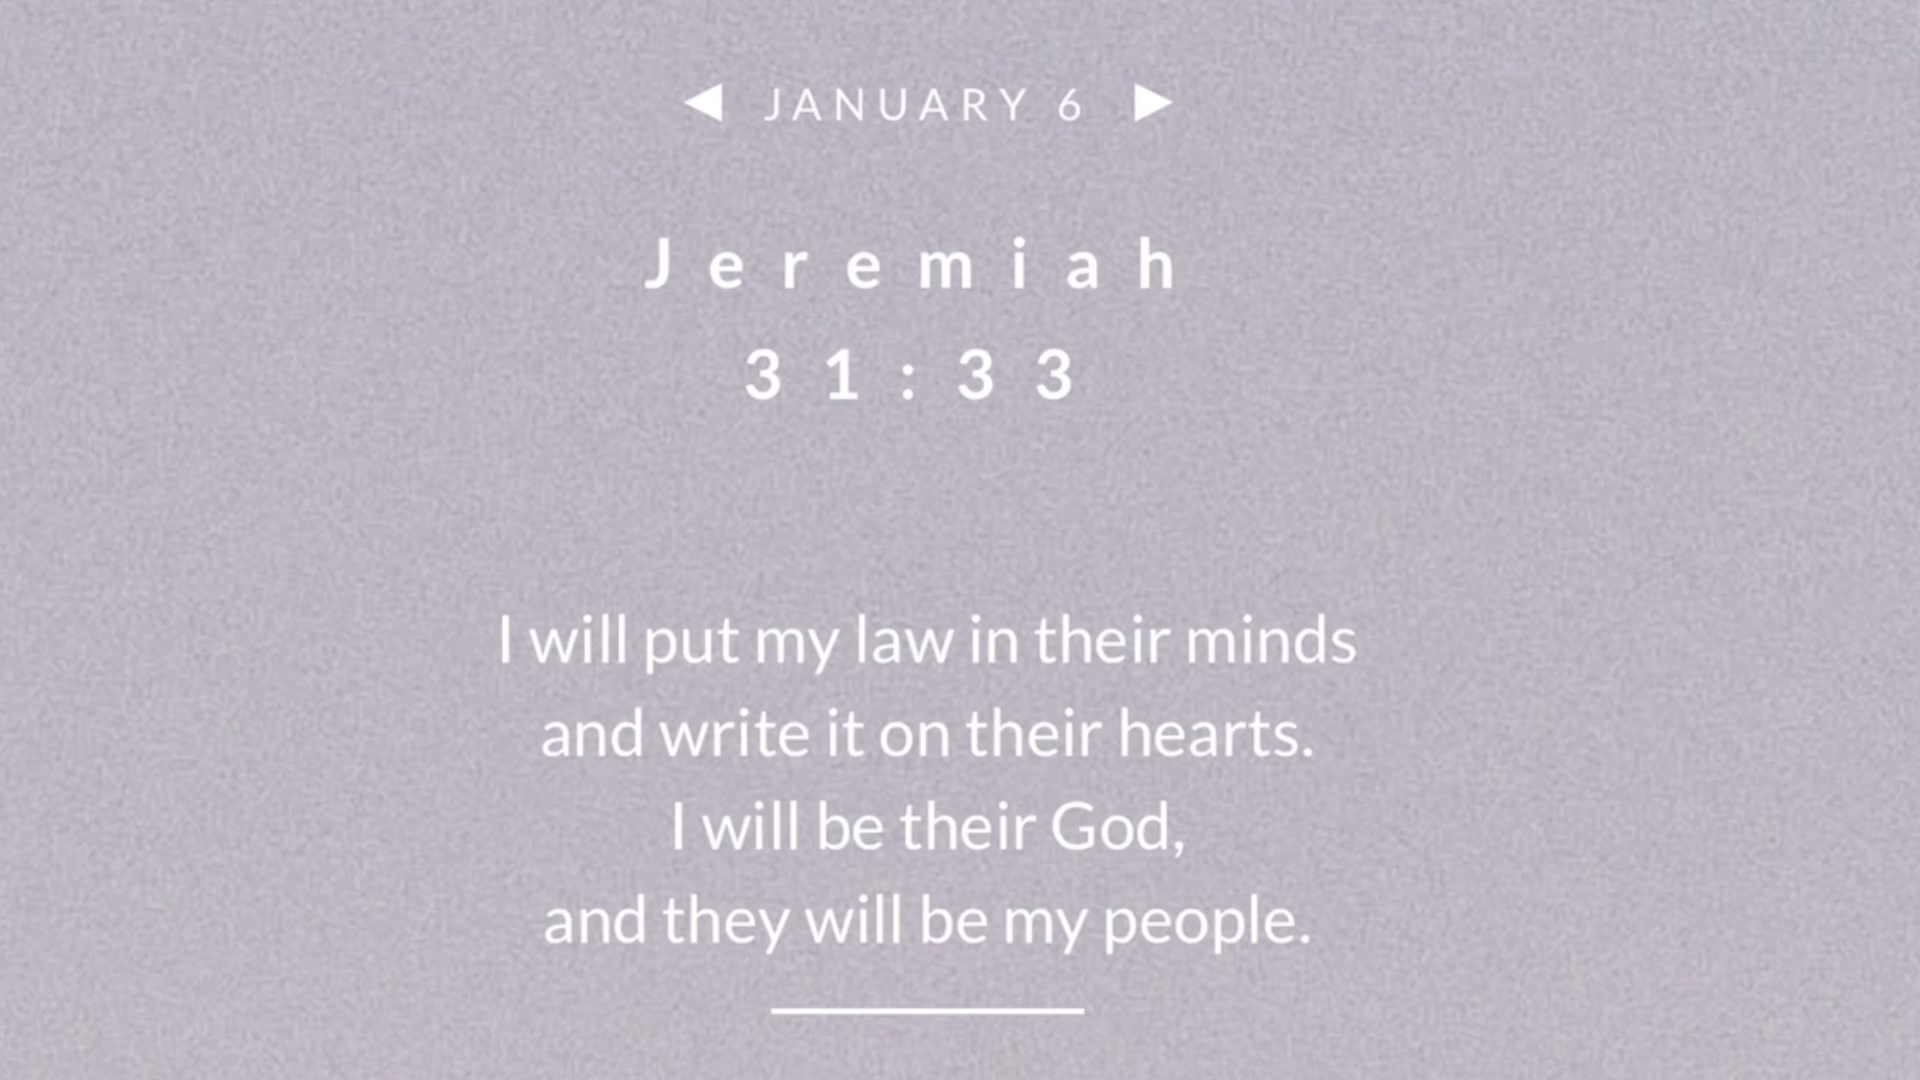 ◀ JANUARY 6 ▶
Jeremiah
31:33
I will put my law in their minds
and write it on their hearts.
I will be their God,
and they will be my people.